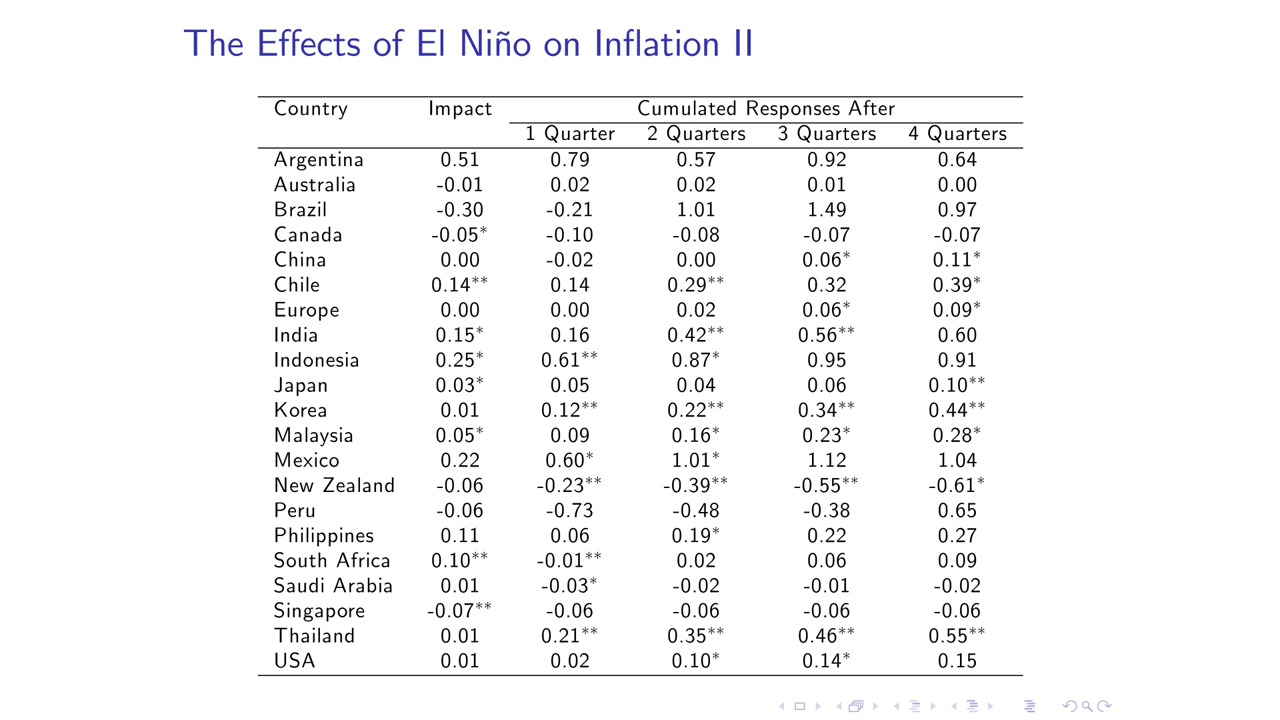 The Effects of El Niño on Inflation II
Country Impact Cumulated Responses After
1 Quarter 2 Quarters 3 Quarters 4 Quarters
Argentina 0.51 0.79 0.57 0.92 0.64
Australia -0.01 0.02 0.02 0.01 0.00
Brazil -0.30 -0.21 1.01 1.49 0.97
Canada -0.05* -0.10 -0.08 -0.07 -0.07
China 0.00 -0.02 0.00 0.06* 0.11*
Chile 0.14** 0.14 0.29** 0.32 0.39*
Europe 0.00 0.00 0.02 0.06* 0.09*
India 0.15* 0.16 0.42** 0.56** 0.60
Indonesia 0.25* 0.61** 0.87* 0.95 0.91
Japan 0.03* 0.05 0.04 0.06 0.10**
Korea 0.01 0.12** 0.22** 0.34** 0.44**
Malaysia 0.05* 0.09 0.16* 0.23* 0.28*
Mexico 0.22 0.60* 1.01* 1.12 1.04
New Zealand -0.06 -0.23** -0.39** -0.55** -0.61*
Peru -0.06 -0.73 -0.48 -0.38 0.65
Philippines 0.11 0.06 0.19* 0.22 0.27
South Africa 0.10** -0.01** 0.02 0.06 0.09
Saudi Arabia 0.01 -0.03* -0.02 -0.01 -0.02
Singapore -0.07** -0.06 -0.06 -0.06 -0.06
Thailand 0.01 0.21** 0.35** 0.46** 0.55**
USA 0.01 0.02 0.10* 0.14* 0.15